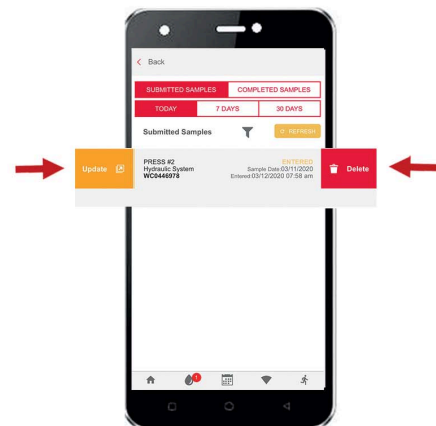 Back
SUBMITTED SAMPLES COMPLETED SAMPLES
TODAY 7 DAYS 30 DAYS
Submitted Samples REFRESH
Update PRESS #2 ENTERED Delete
Hydraulic System Sample Date:03/11/2020
WC0446978 Entered:03/12/2020 07:58 am
1